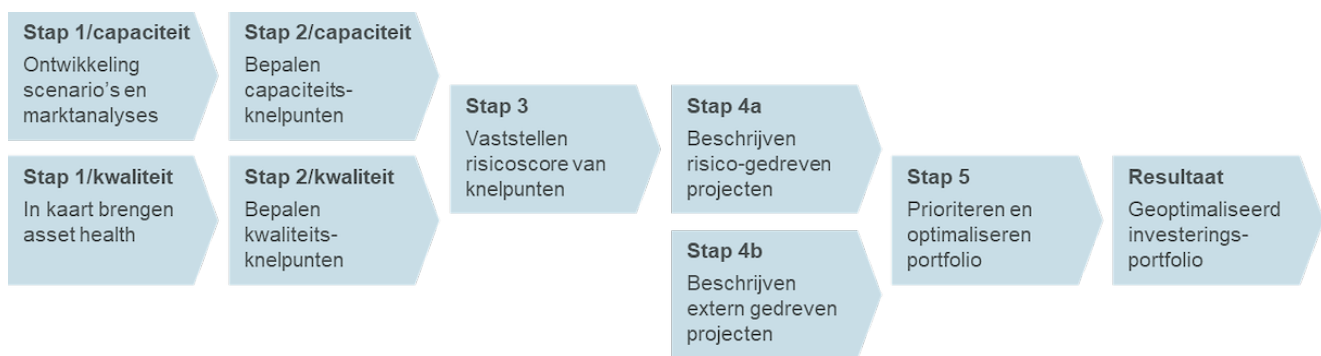 Stap 1/capaciteit
Ontwikkeling
scenario’s en
marktanalyses
Stap 2/capaciteit
Bepalen
capaciteits-
knelpunten
Stap 1/kwaliteit
In kaart brengen
asset health
Stap 2/kwaliteit
Bepalen
kwaliteits-
knelpunten
Stap 3
Vaststellen
risicoscore van
knelpunten
Stap 4a
Beschrijven
risico-gedreven
projecten
Stap 4b
Beschrijven
extern gedreven
projecten
Stap 5
Prioriteren en
optimaliseren
portfolio
Resultaat
Geoptimaliseerd
investerings-
portfolio